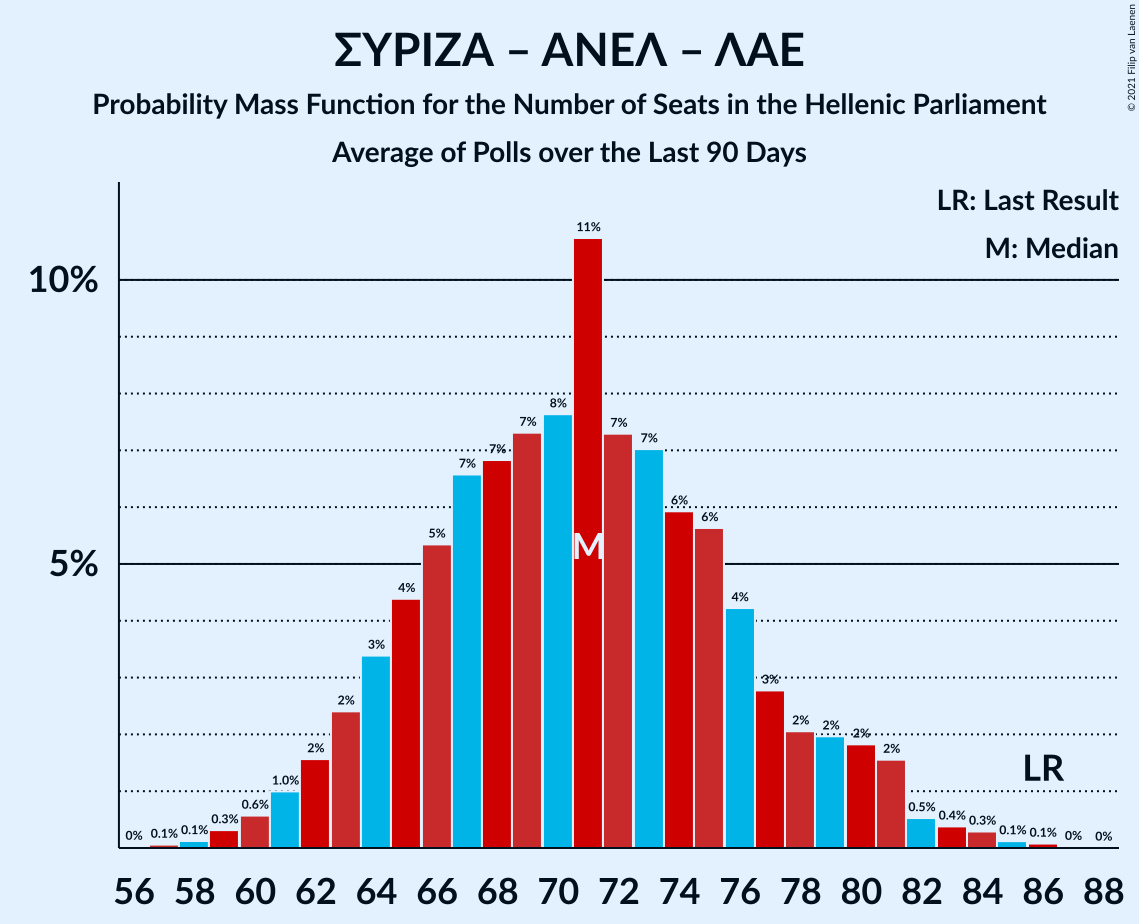 © 2021 Filip van Laenen
ΣΥΡΙΖΑ – ΑΝΕΛ – ΛΑΕ
Probability Mass Function for the Number of Seats in the Hellenic Parliament
Average of Polls over the Last 90 Days
LR: Last Result
M: Median
10%
5%
0% 0.1% 0.1% 0.3% 0.6% 1.0% 2% 2% 3% 4% 5% 7% 7% 7% 8% 11% 7% 7% 6% 6% 4% 3% 2% 2% 2% 2% 0.5% 0.4% 0.3% 0.1% 0.1% 0% 0%
M
LR
56 58 60 62 64 66 68 70 72 74 76 78 80 82 84 86 88